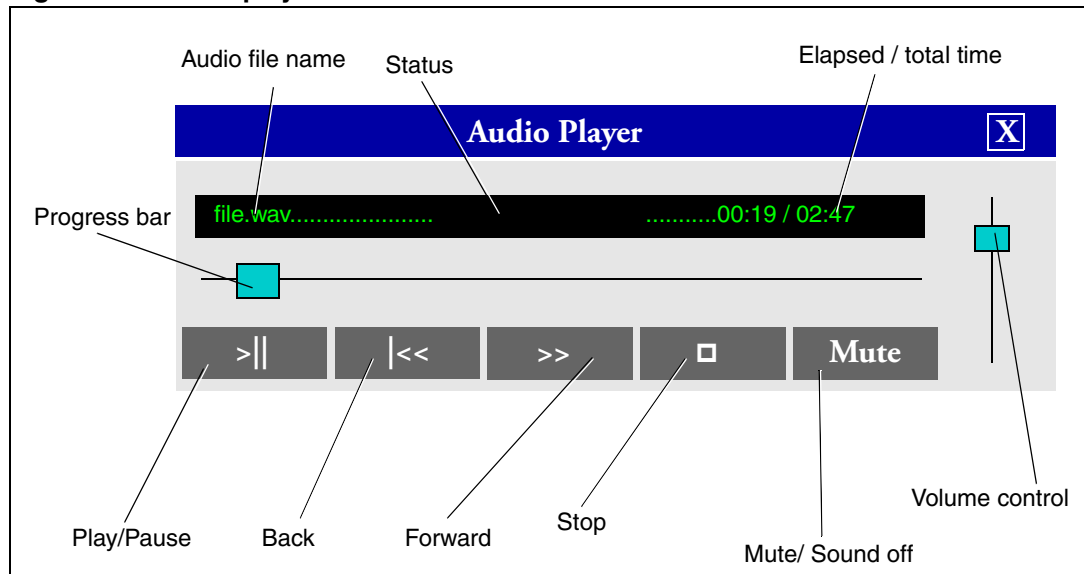 Audio file name
Status
Elapsed / total time
Audio Player
X
Progress bar
file.wav......................
...........00:19 / 02:47
>||
|<<
>>
Mute
Play/Pause
Back
Forward
Stop
Mute/ Sound off
Volume control